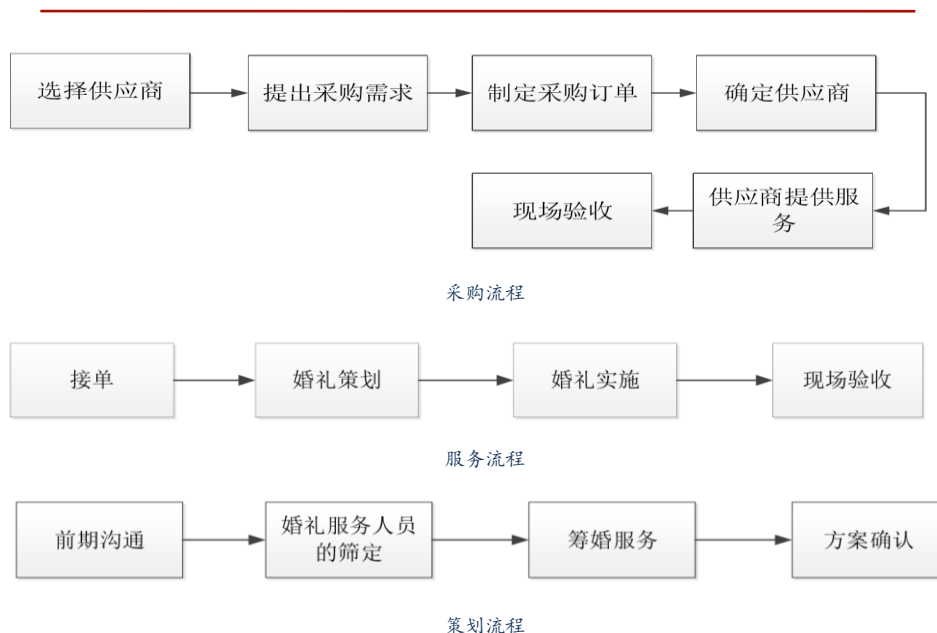 选择供应商
提出采购需求
制定采购订单
确定供应商
供应商提供服
务
现场验收
采购流程
接单
婚礼策划
婚礼实施
现场验收
服务流程
前期沟通
婚礼服务人员
的筛定
筹婚服务
方案确认
策划流程